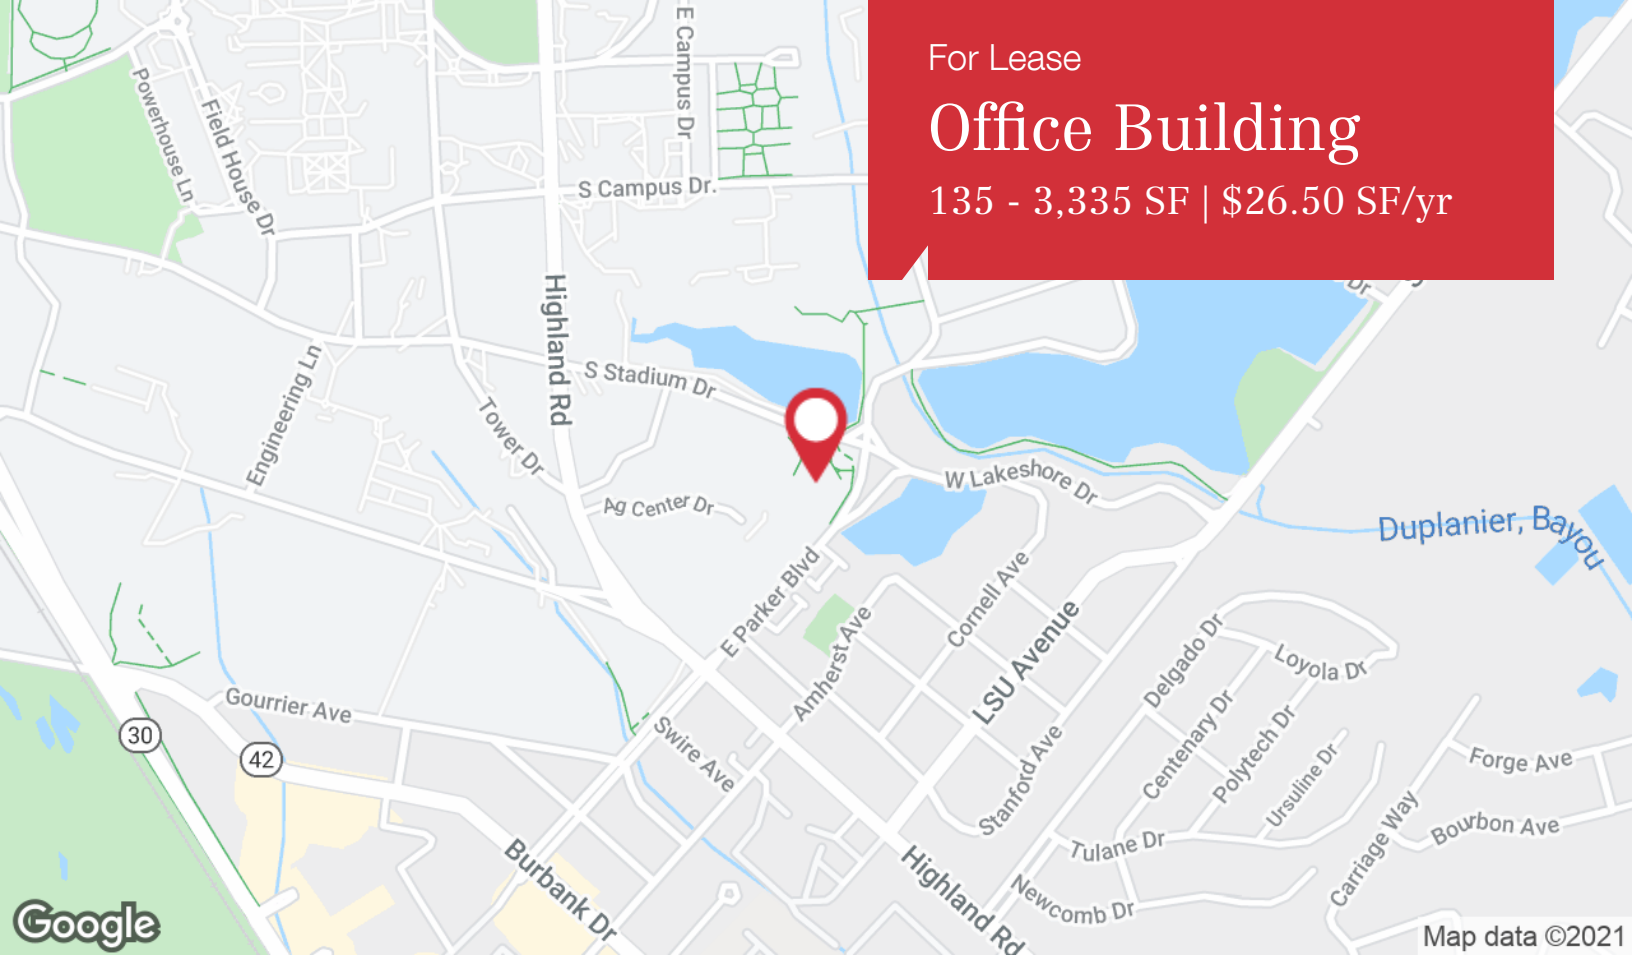 For Lease
Office Building
135 - 3,335 SF | $26.50 SF/yr
E Campus Dr
Powerhouse Ln
Field House Dr
S Campus Dr.
Highland Rd
Dr
S Stadium Dr
Engineering Ln
Tower Dr
Ag Center Dr
W Lakeshore Dr
Duplanier, Bayou
E Parker Blvd
Cornell Ave
Amherst Ave
LSU Avenue
Delgado Dr
Loyola Dr
Gourrier Ave
30
42
Swire Ave
Centenary Dr
Polytech Dr
Ursuline Dr
Stanford Ave
Forge Ave
Bourbon Ave
Carriage Way
Tulane Dr
Burbank Dr
Highland Rd
Newcomb Dr
Google
Map data ©2021